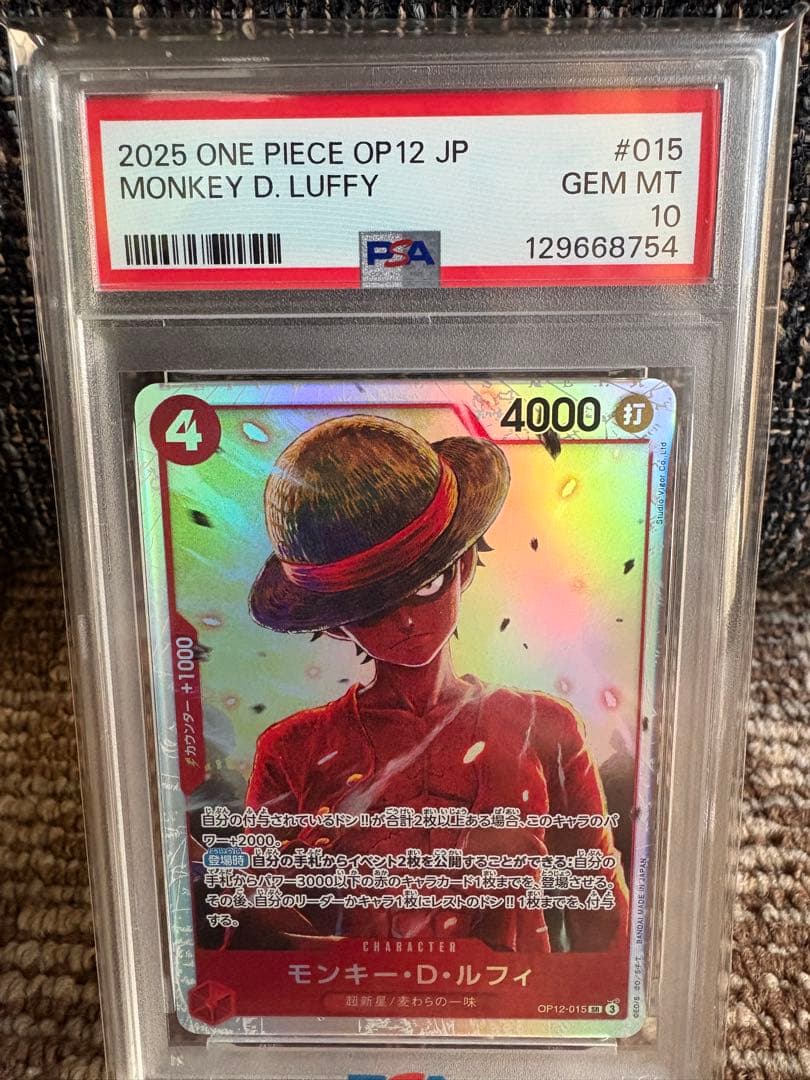 2025 ONE PIECE OP12 JP
#015
MONKEY D. LUFFY
GEM MT
10
PSA
129668754
4
4000
打
Studio Vigor Co.,Ltd
カウンター +1000
自分の付与されているドン!!が合計2枚以上ある場合、このキャラのパ
ワー+2000。
登場時 自分の手札からイベント2枚を公開することができる:自分の
手札からパワー3000以下の赤のキャラカード1枚までを、登場させる。
その後、自分のリーダーかキャラ1枚にレストのドン!!1枚までを、付与
する。
BANDAI MADE IN JAPAN
CHARACTER
モンキー・D・ルフィ
超新星/麦わらの一味
OP12-015 SR 3